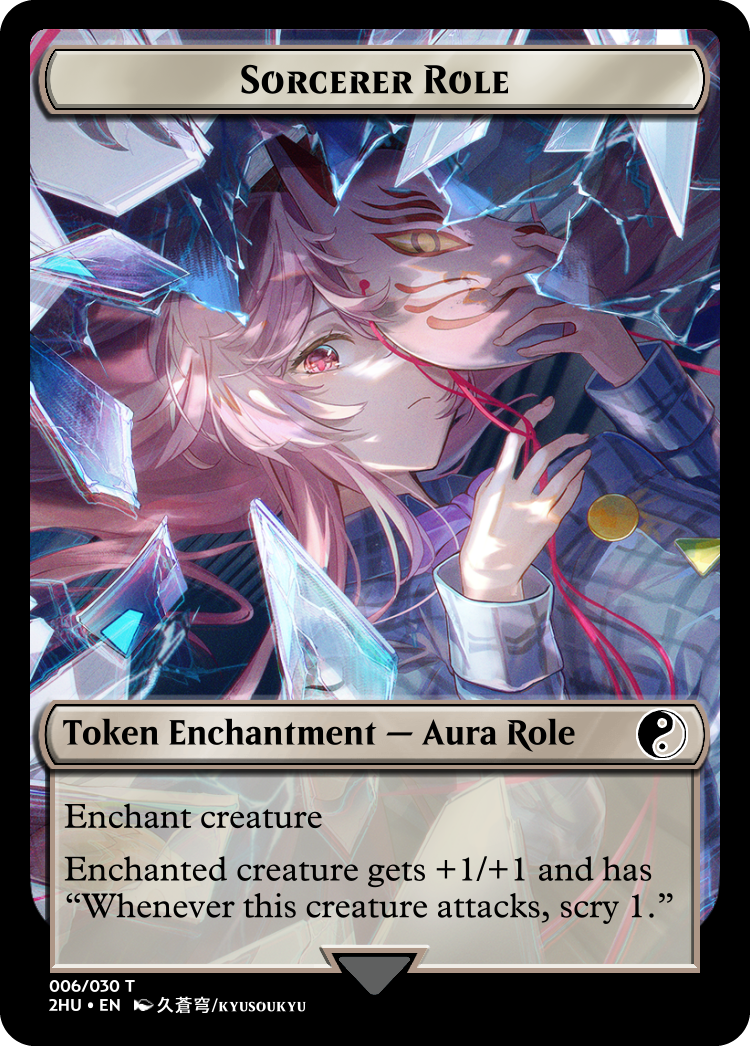 Sorcerer Role
Token Enchantment — Aura Role
Enchant creature
Enchanted creature gets +1/+1 and has
“Whenever this creature attacks, scry 1.”
006/030 T
2HU • EN 久蒼穹/KYUSOUKYU